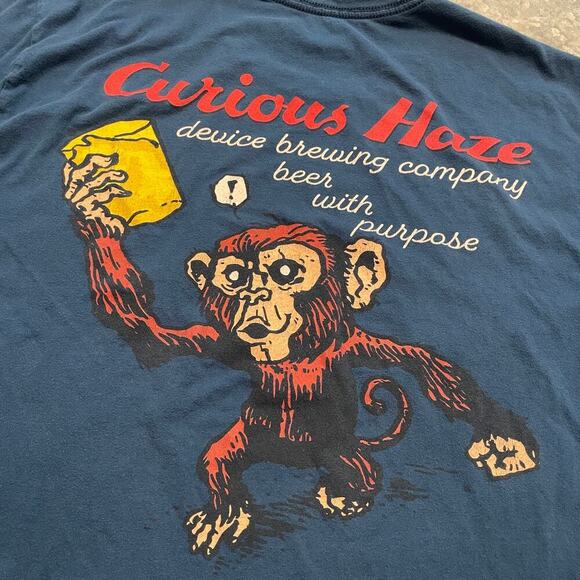 Curious Haze
device brewing company
beer
with
purpose
!